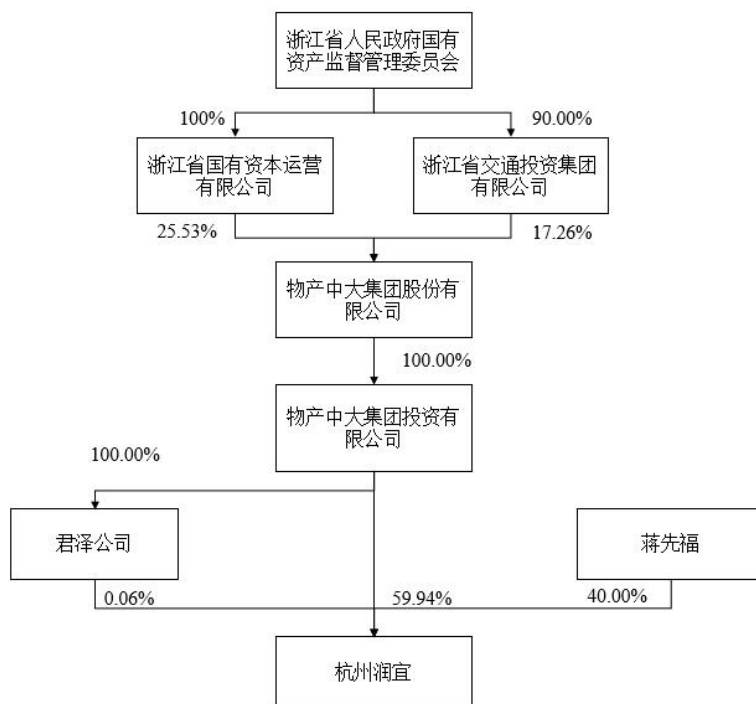 浙江省人民政府国有
资产监督管理委员会
100%
90.00%
浙江省国有资本运营
有限公司
浙江省交通投资集团
有限公司
25.53%
17.26%
物产中大集团股份有
限公司
100.00%
物产中大集团投资有
限公司
100.00%
君泽公司
蒋先福
0.06%
59.94%
40.00%
杭州润宜